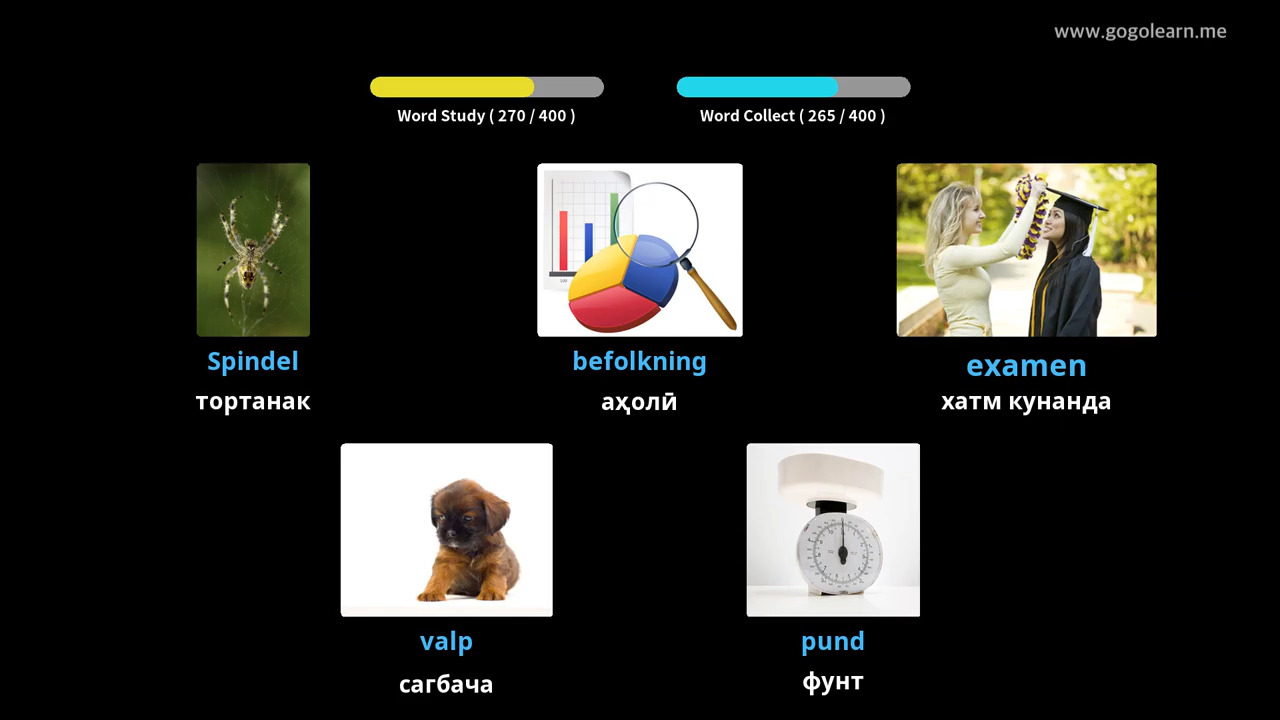 www.gogolearn.me
Word Study ( 270 / 400 )
Word Collect ( 265 / 400 )
Spindel
befolkning
examen
тортанак
аҳолӣ
хатм кунанда
valp
pund
сагбача
фунт